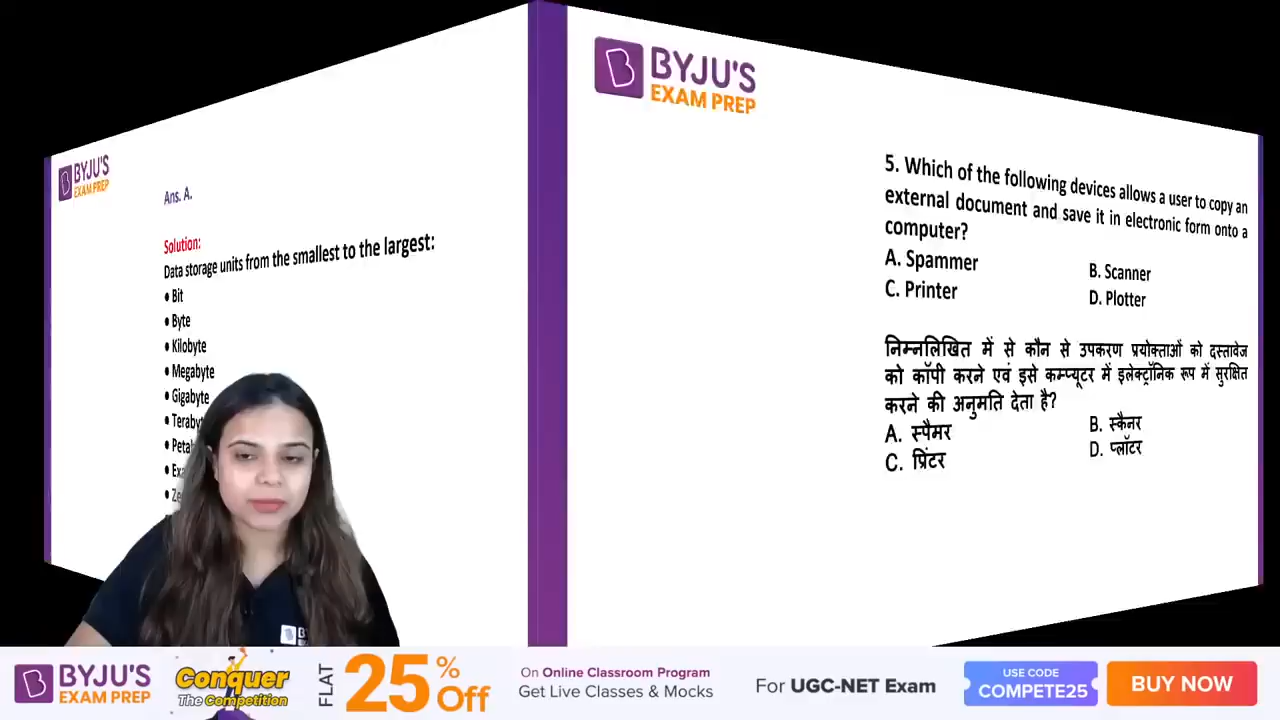 BYJU'S
EXAM PREP
Ans. A.
Solution:
Data storage units from the smallest to the largest:
• Bit
• Byte
• Kilobyte
• Megabyte
• Gigabyte
BYJU'S
EXAM PREP
5. Which of the following devices allows a user to copy an
external document and save it in electronic form onto a
computer?
A. Spammer
B. Scanner
C. Printer
D. Plotter
निम्नलिखित में से कौन से उपकरण प्रयोक्ताओं को दस्तावेज
को कॉपी करने एवं इसे कम्प्यूटर में इलेक्ट्रॉनिक रूप में सुरक्षित
करने की अनुमति देता है?
A. स्पैमर
B. स्कैनर
C. प्रिंटर
D. प्लॉटर
BYJU'S
EXAM PREP
Conquer
The Competition
FLAT 25% Off
On Online Classroom Program
Get Live Classes & Mocks
For UGC-NET Exam
USE CODE
COMPETE25
BUY NOW